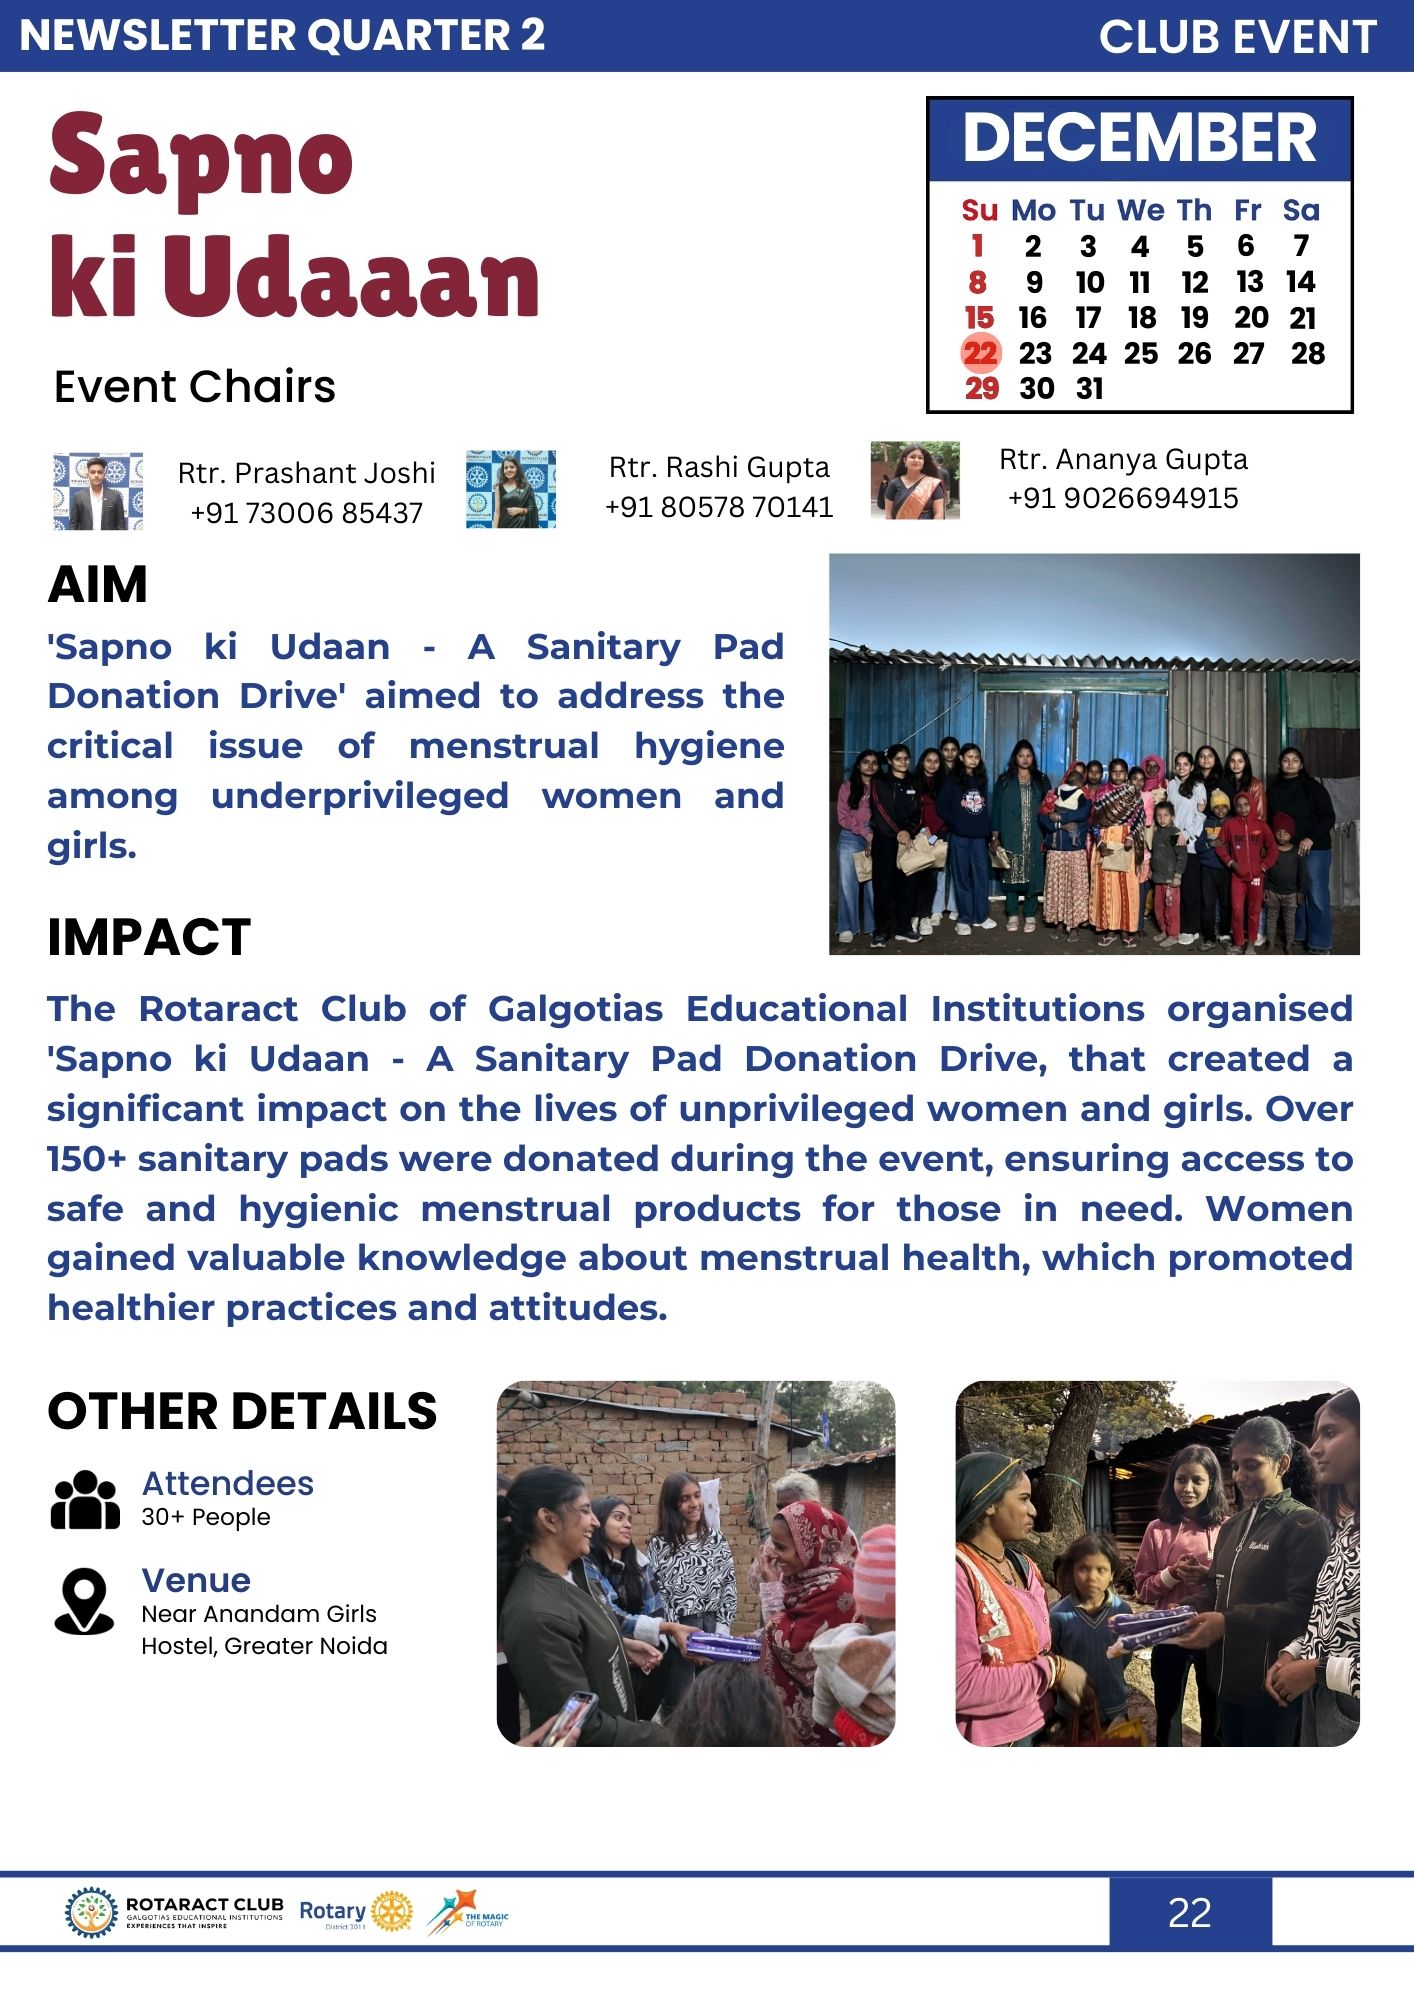 NEWSLETTER QUARTER 2
CLUB EVENT
Sapno
ki Udaaan
DECEMBER
Su Mo Tu We Th Fr Sa
1 2 3 4 5 6 7
8 9 10 11 12 13 14
15 16 17 18 19 20 21
22 23 24 25 26 27 28
29 30 31
Event Chairs
Rtr. Prashant Joshi
+91 73006 85437
Rtr. Rashi Gupta
+91 80578 70141
Rtr. Ananya Gupta
+91 9026694915
AIM
'Sapno ki Udaan - A Sanitary Pad
Donation Drive' aimed to address the
critical issue of menstrual hygiene
among underprivileged women and
girls.
IMPACT
The Rotaract Club of Galgotias Educational Institutions organised
'Sapno ki Udaan - A Sanitary Pad Donation Drive, that created a
significant impact on the lives of unprivileged women and girls. Over
150+ sanitary pads were donated during the event, ensuring access to
safe and hygienic menstrual products for those in need. Women
gained valuable knowledge about menstrual health, which promoted
healthier practices and attitudes.
OTHER DETAILS
Attendees
30+ People
Venue
Near Anandam Girls
Hostel, Greater Noida
ROTARACT CLUB
GALGOTIAS EDUCATIONAL INSTITUTIONS
EXPERIENCES THAT INSPIRE
Rotary
District 3011
THE MAGIC
OF ROTARY
22